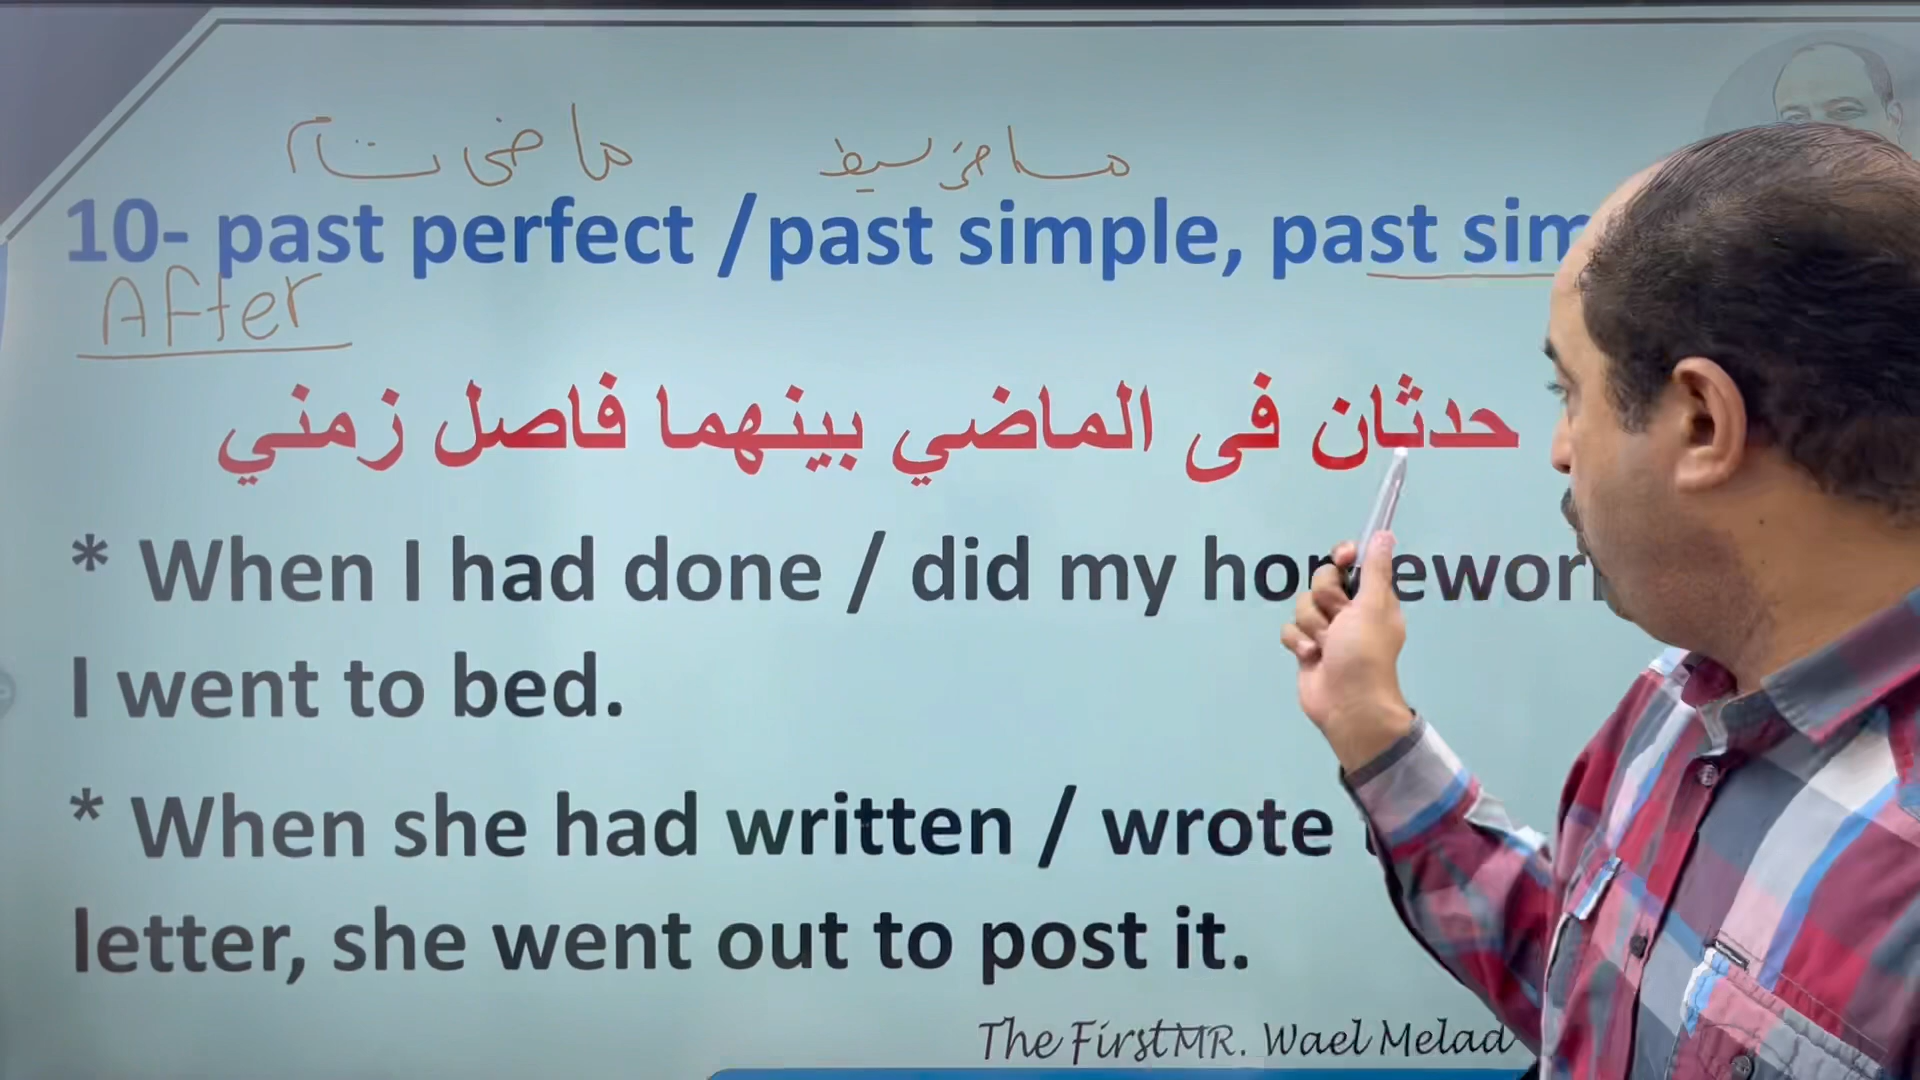 ماضى تام ماضى بسيط
10- past perfect / past simple, past sim
After
حدثان فى الماضي بينهما فاصل زمني
* When I had done / did my homewor
I went to bed.
* When she had written / wrote t
letter, she went out to post it.
The First MR. Wael Melad